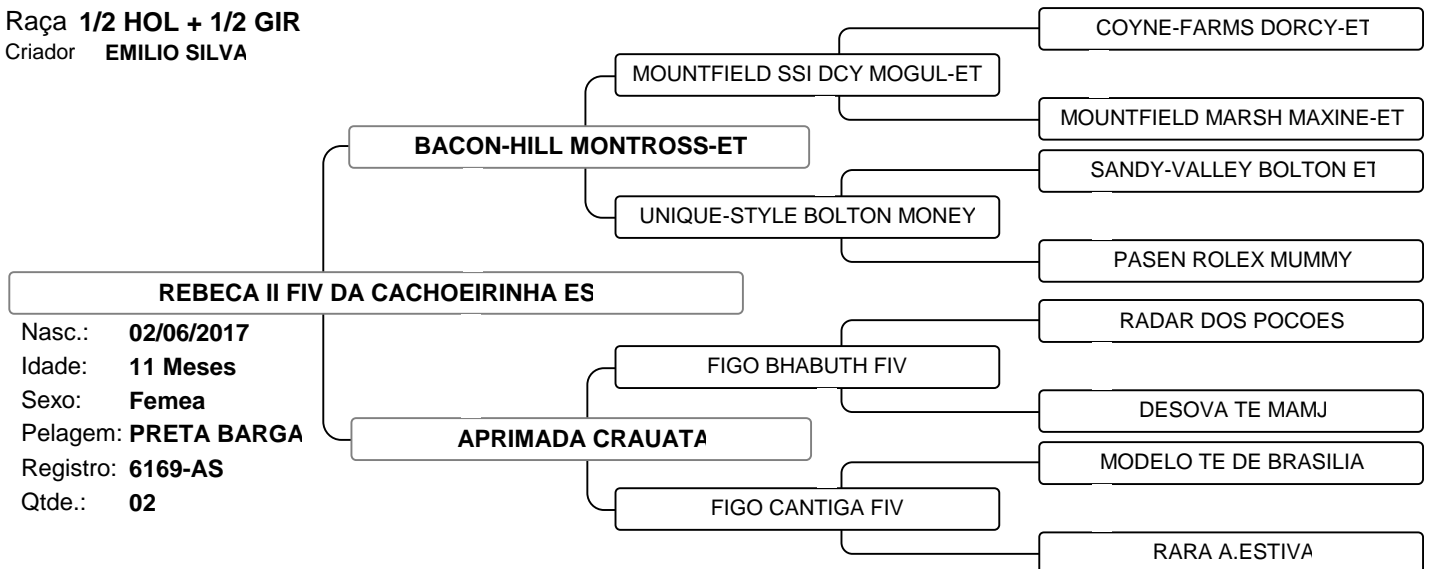 Raça 1/2 HOL + 1/2 GIR
Criador EMILIO SILVA
COYNE-FARMS DORCY-ET
MOUNTFIELD SSI DCY MOGUL-ET
MOUNTFIELD MARSH MAXINE-ET
BACON-HILL MONTROSS-ET
SANDY-VALLEY BOLTON ET
UNIQUE-STYLE BOLTON MONEY
PASEN ROLEX MUMMY
REBECA II FIV DA CACHOEIRINHA ES
RADAR DOS POCOES
Nasc.: 02/06/2017
FIGO BHABUTH FIV
Idade: 11 Meses
Sexo: Femea
DESOVA TE MAMJ
Pelagem: PRETA BARGA
APRIMADA CRAUATA
MODELO TE DE BRASILIA
Registro: 6169-AS
Qtde.: 02
FIGO CANTIGA FIV
RARA A.ESTIVA